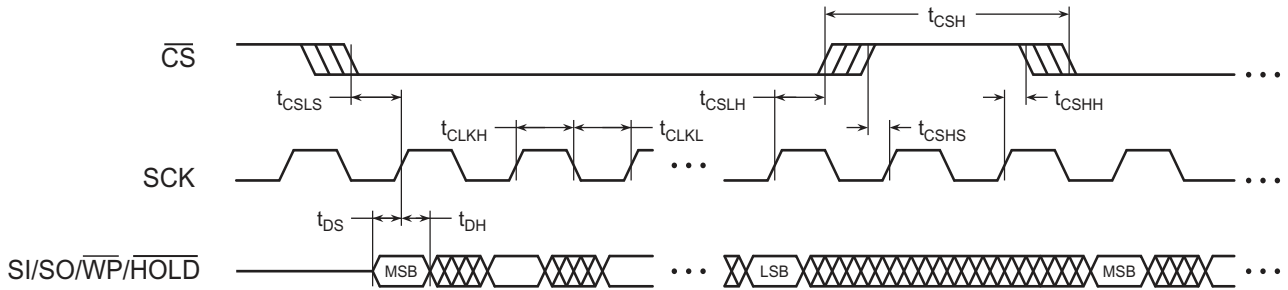 tCSH
CS
tCSLS
tCSLH
tCSHH
tCLKH
tCLKL
tCSHS
SCK
tDS
tDH
SI/SO/WP/HOLD
MSB
LSB
MSB